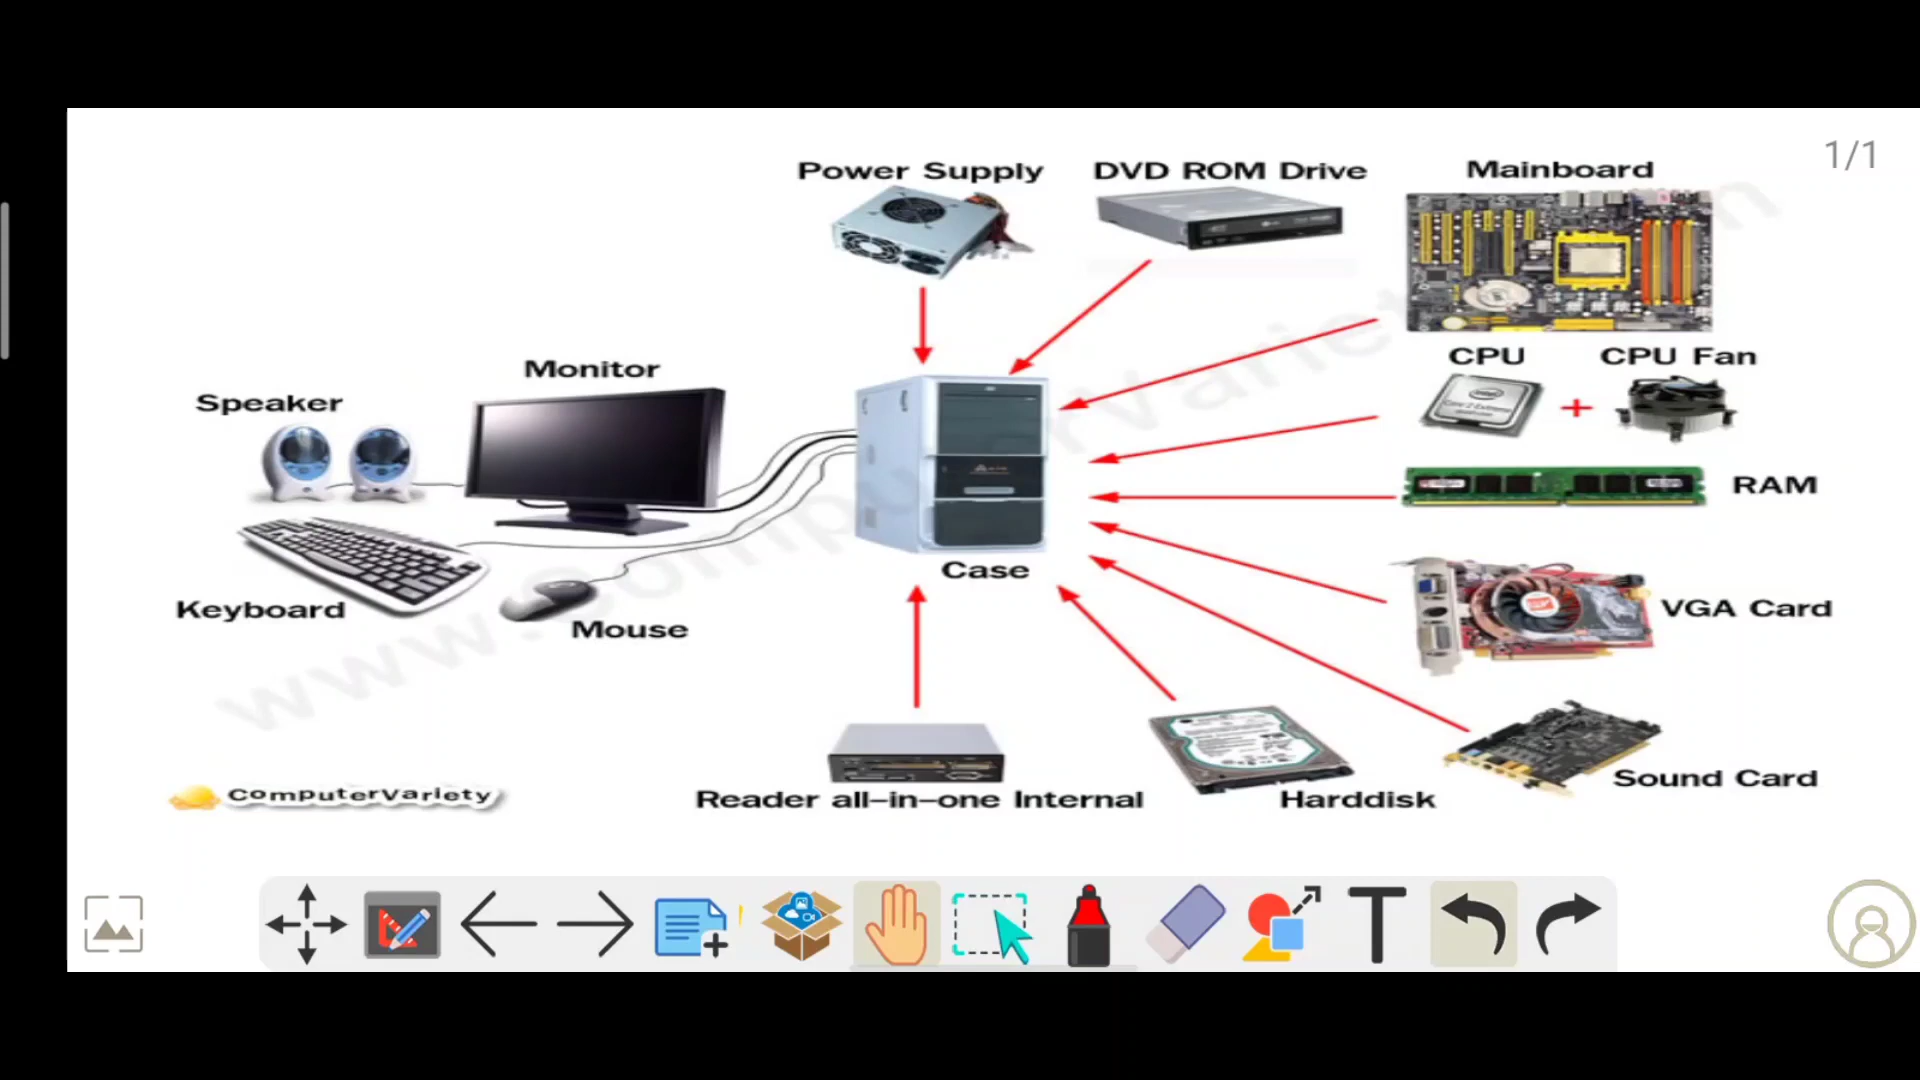 1/1
Power Supply
DVD ROM Drive
Mainboard
Monitor
Speaker
CPU
CPU Fan
RAM
Case
Keyboard
Mouse
VGA Card
ComputerVariety
Reader all-in-one Internal
Harddisk
Sound Card